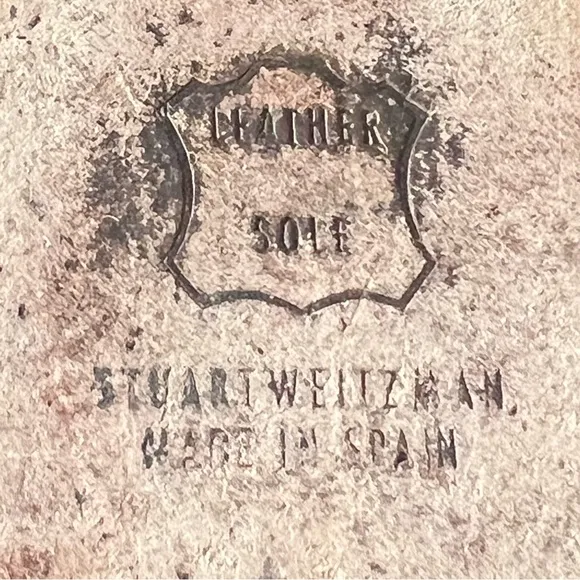 LEATHER
SOLE
STUARTWEITZMAN.
MADE IN SPAIN